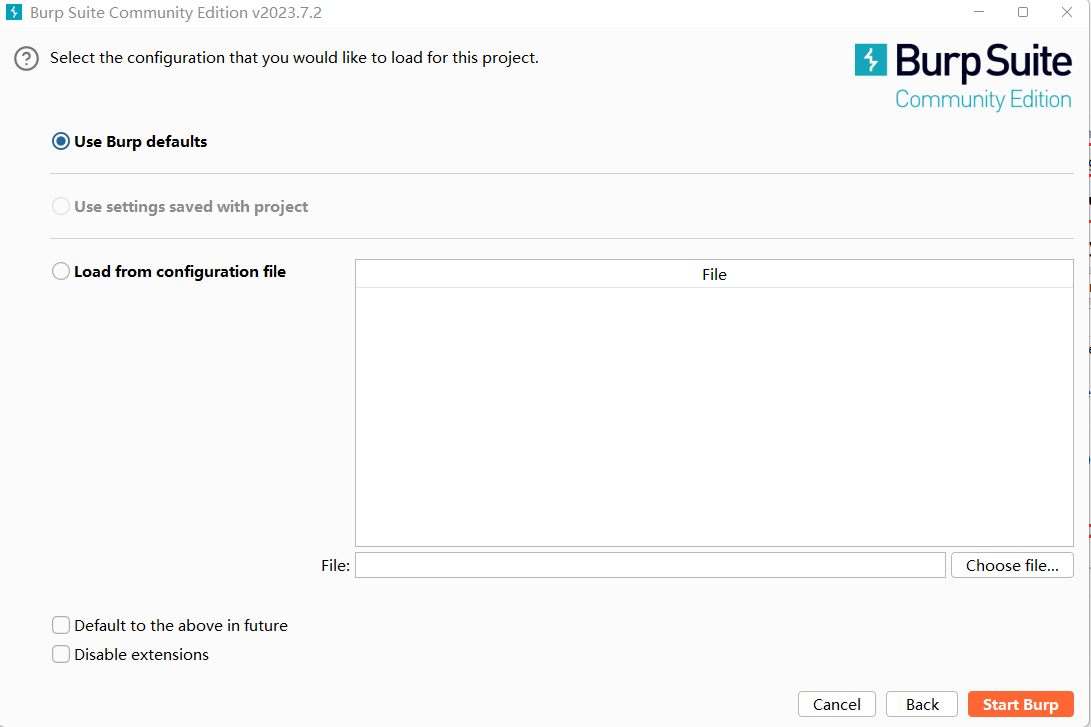 Burp Suite Community Edition v2023.7.2
Select the configuration that you would like to load for this project.
Burp Suite
Community Edition
Use Burp defaults
Use settings saved with project
Load from configuration file
File
File:
Choose file...
Default to the above in future
Disable extensions
Cancel
Back
Start Burp